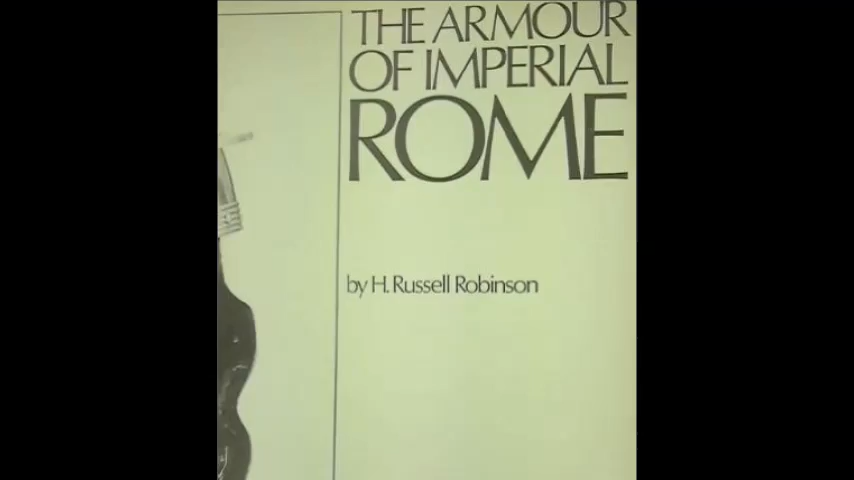 THE ARMOUR
OF IMPERIAL
ROME
by H. Russell Robinson